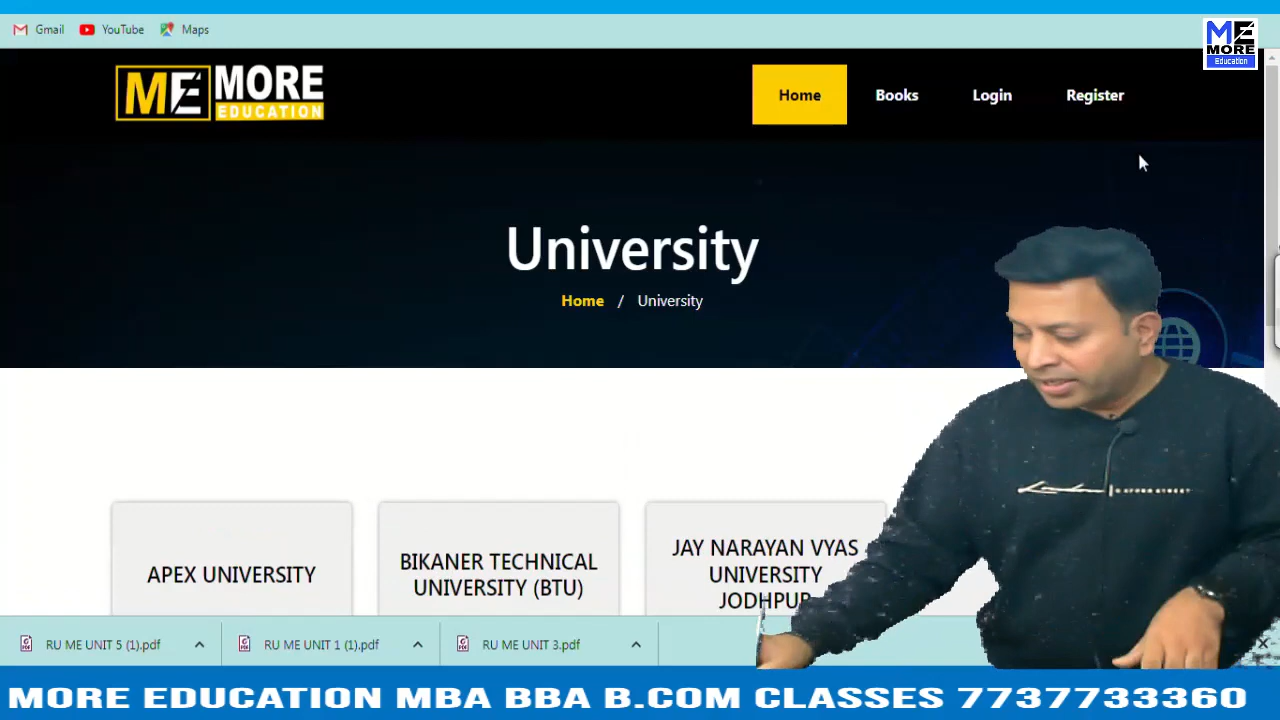 Gmail YouTube Maps
ME MORE EDUCATION
Home Books Login Register
ME
MORE
Education
University
Home / University
APEX UNIVERSITY
BIKANER TECHNICAL
UNIVERSITY (BTU)
JAY NARAYAN VYAS
UNIVERSITY
JODHPUR
RU ME UNIT 5 (1).pdf RU ME UNIT 1 (1).pdf RU ME UNIT 3.pdf
MORE EDUCATION MBA BBA B.COM CLASSES 7737733360